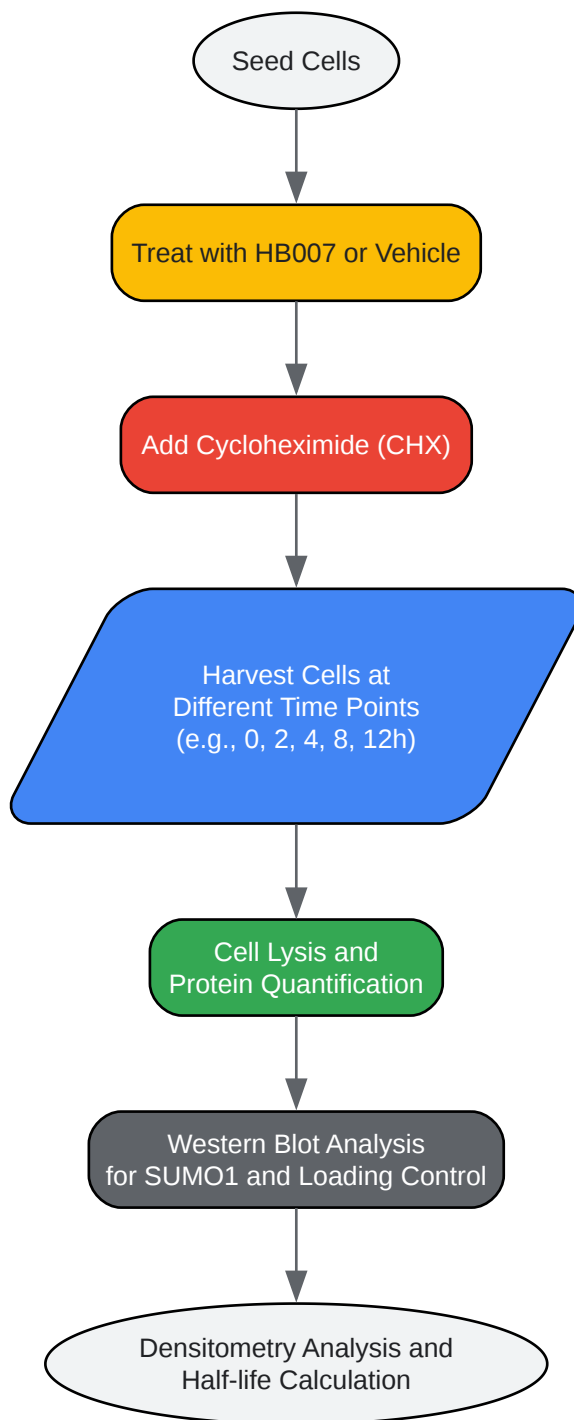 Seed Cells
Treat with HB007 or Vehicle
Add Cycloheximide (CHX)
Harvest Cells at
Different Time Points
(e.g., 0, 2, 4, 8, 12h)
Cell Lysis and
Protein Quantification
Western Blot Analysis
for SUMO1 and Loading Control
Densitometry Analysis and
Half-life Calculation